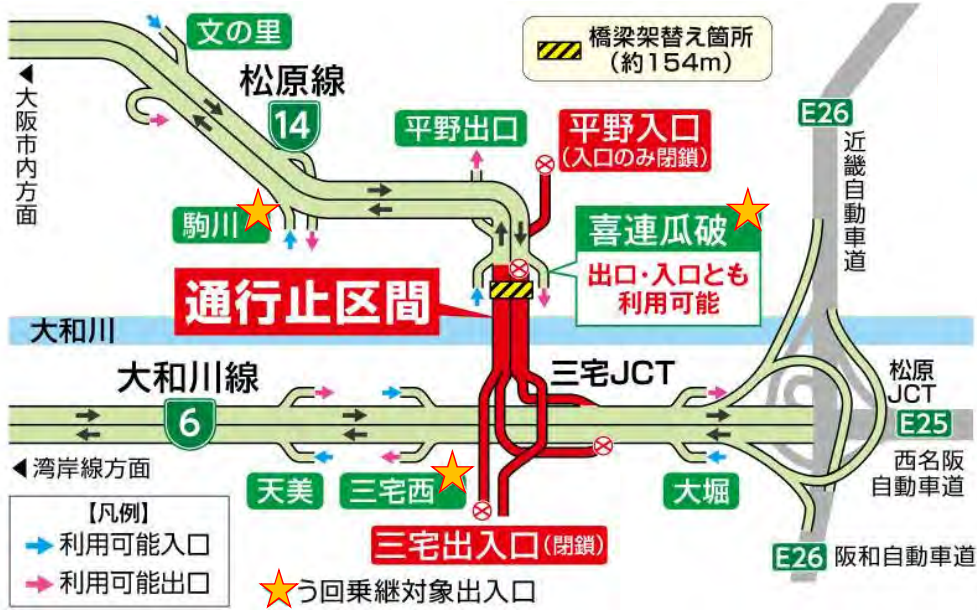 文の里
橋梁架替え箇所
(約154m)
松原線
14
平野出口
平野入口
(入口のみ閉鎖)
E26
近畿自動車道
◀大阪市内方面
駒川
喜連瓜破
出口・入口とも
利用可能
通行止区間
大和川
大和川線
6
三宅JCT
松原
JCT
E25
西名阪
自動車道
◀湾岸線方面
天美
三宅西
大堀
三宅出入口(閉鎖)
E26 阪和自動車道
【凡例】
利用可能入口
利用可能出口
う回乗継対象出入口